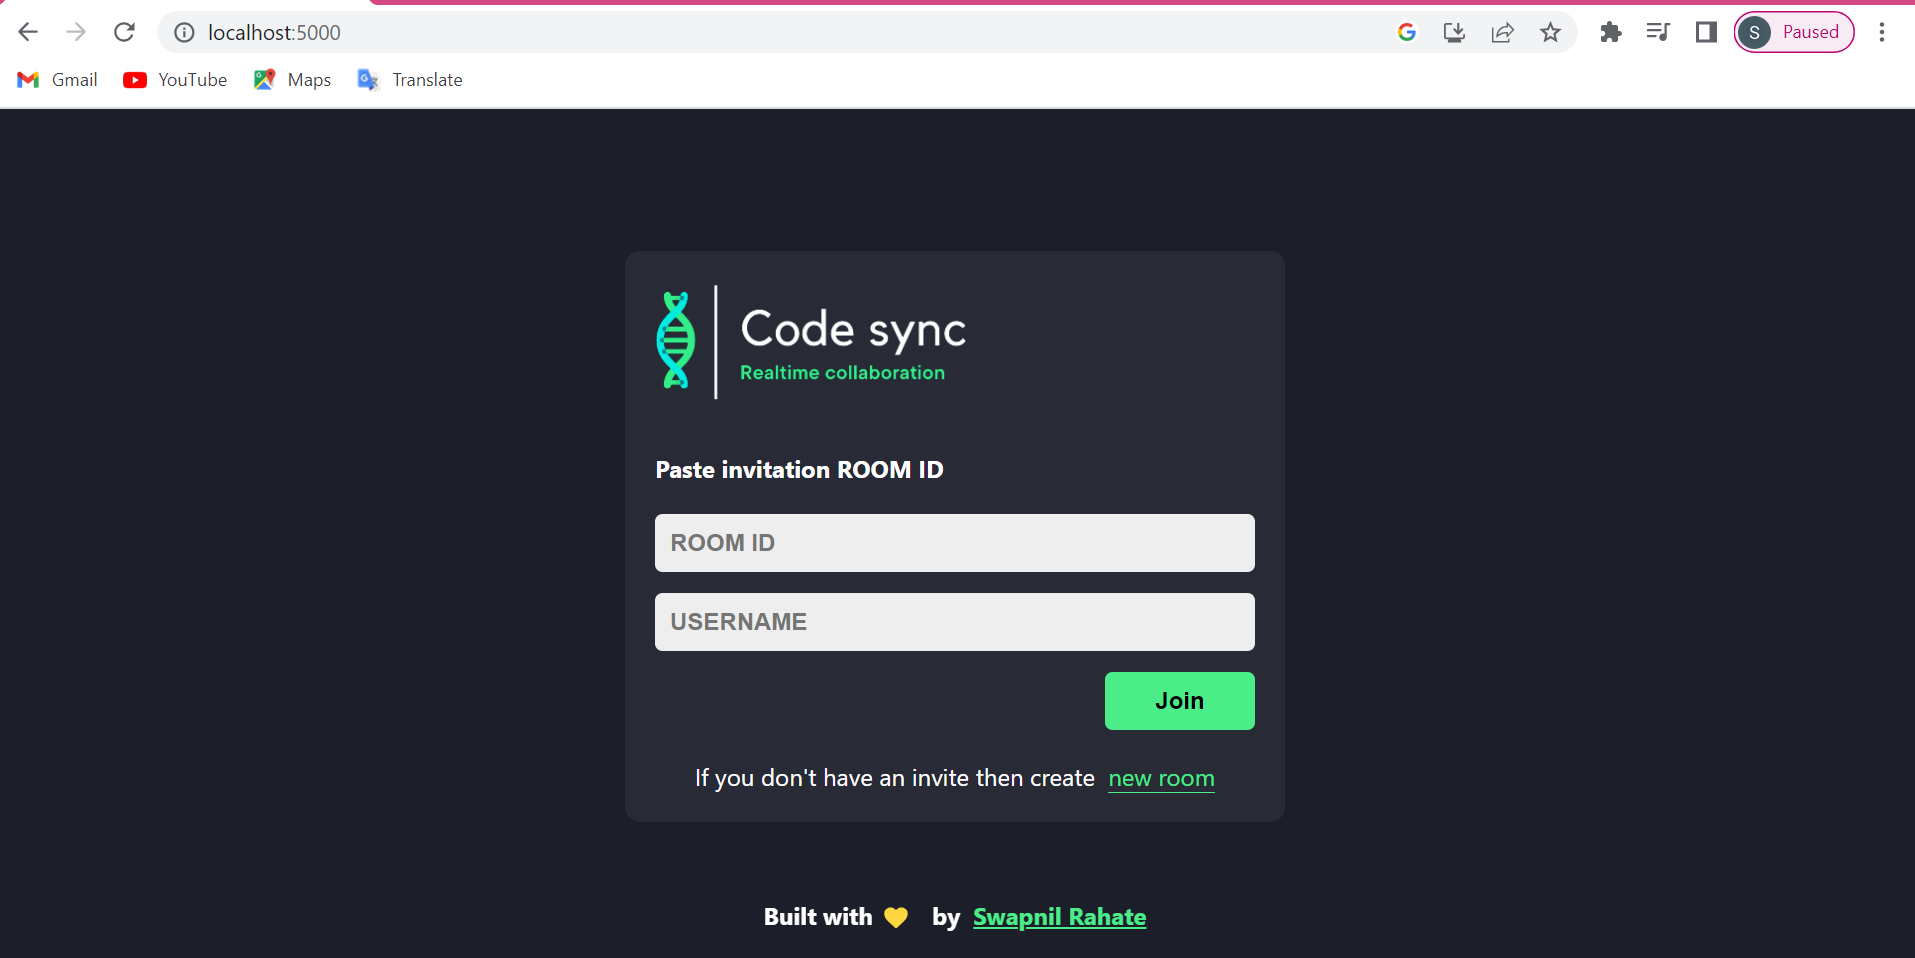 localhost:5000
S Paused
Gmail YouTube Maps Translate
Code sync
Realtime collaboration
Paste invitation ROOM ID
ROOM ID
USERNAME
Join
If you don't have an invite then create new room
Built with 💛 by Swapnil Rahate